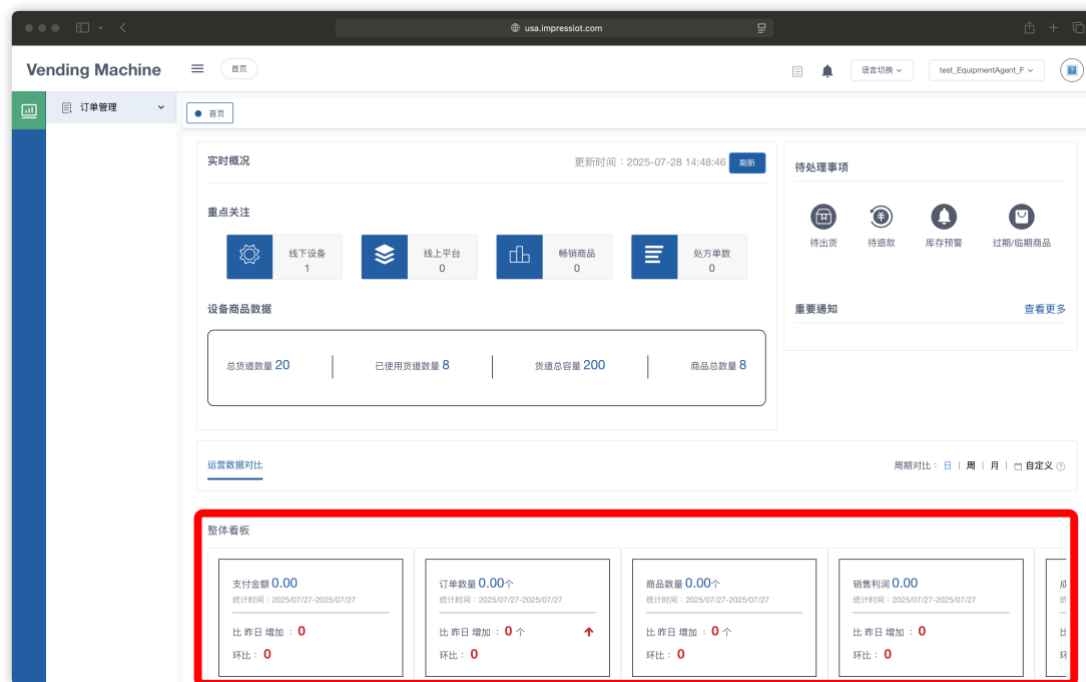 usa.impressiot.com
Vending Machine
首页
语言切换
test_EquipmentAgent_F
订单管理
首页
实时概况
更新时间：2025-07-28 14:48:46
刷新
重点关注
线下设备
1
线上平台
0
畅销商品
0
处方单数
0
设备商品数据
总货道数量 20
已使用货道数量 8
货道总容量 200
商品总数量 8
待处理事项
待出货
待退款
库存预警
过期/临期商品
重要通知
查看更多
运营数据对比
周期对比： 日 | 周 | 月 | 自定义
整体看板
支付金额 0.00
统计时间：2025/07/27-2025/07/27
比 昨日 增加 ：0
环比： 0
订单数量 0.00个
统计时间：2025/07/27-2025/07/27
比 昨日 增加 ：0 个
环比： 0
商品数量 0.00个
统计时间：2025/07/27-2025/07/27
比 昨日 增加 ：0 个
环比： 0
销售利润 0.00
统计时间：2025/07/27-2025/07/27
比 昨日 增加 ：0
环比： 0